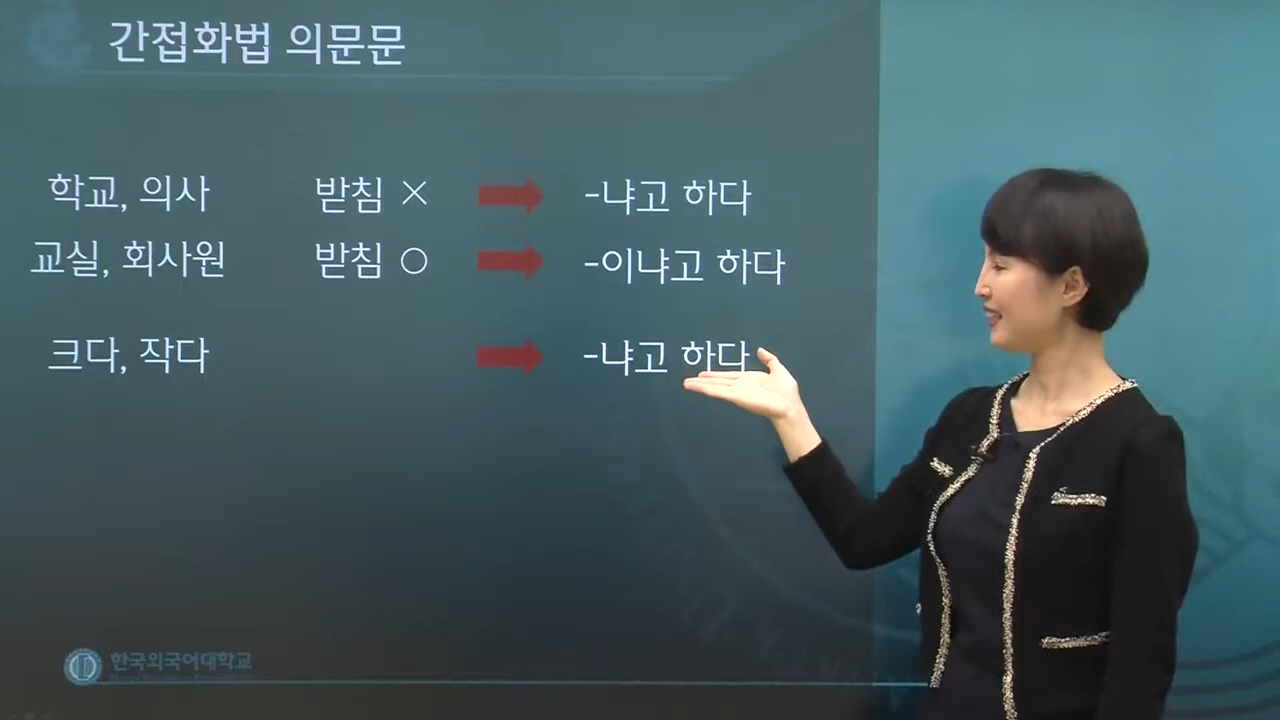 간접화법 의문문
학교, 의사 받침 × -냐고 하다
교실, 회사원 받침 ○ -이냐고 하다
크다, 작다 -냐고 하다
한국외국어대학교